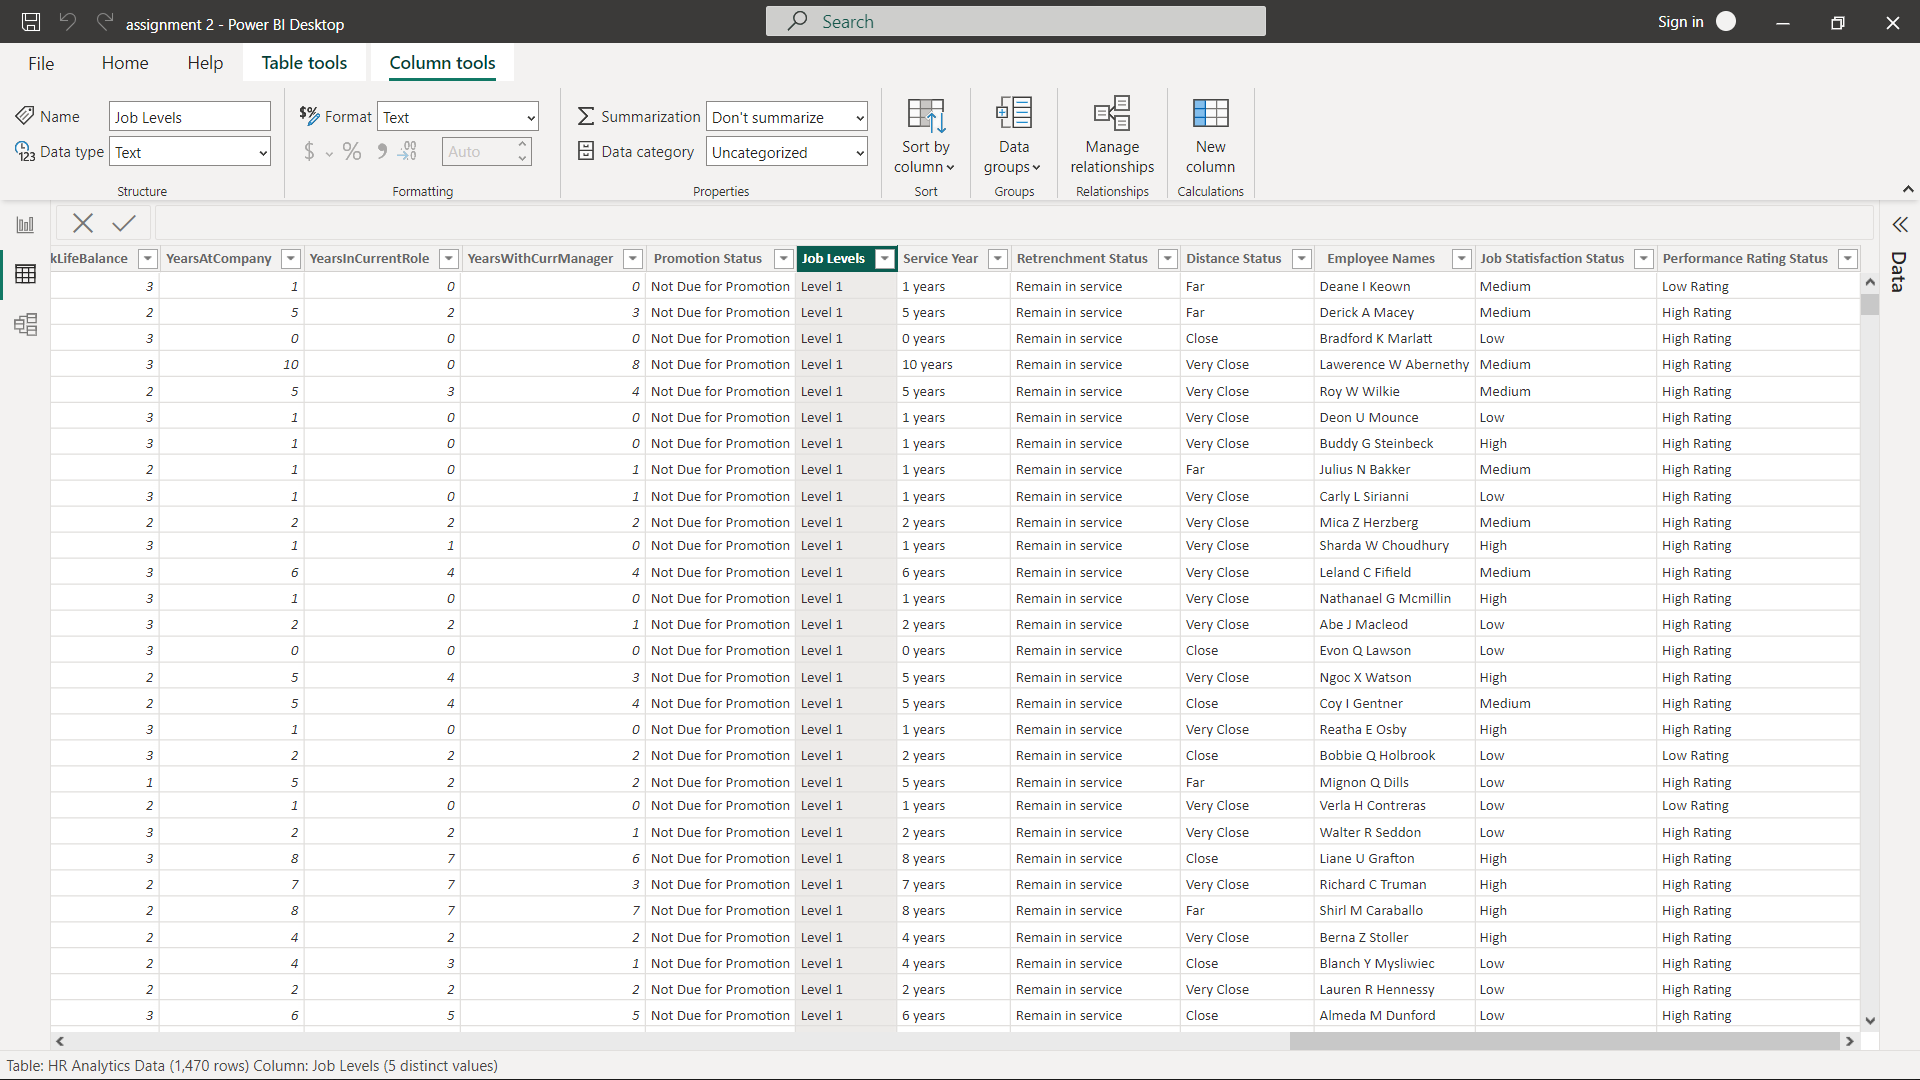 assignment 2 - Power BI Desktop
Search
Sign in
File Home Help Table tools Column tools
Name Job Levels
Data type Text
Structure
Format Text
$ % Auto
Formatting
Summarization Don't summarize
Data category Uncategorized
Properties
Sort by column
Sort
Data groups
Groups
Manage relationships
Relationships
New column
Calculations
Data
kLifeBalance YearsAtCompany YearsInCurrentRole YearsWithCurrManager Promotion Status Job Levels Service Year Retrenchment Status Distance Status Employee Names Job Statisfaction Status Performance Rating Status
3 1 0 0 Not Due for Promotion Level 1 1 years Remain in service Far Deane I Keown Medium Low Rating
2 5 2 3 Not Due for Promotion Level 1 5 years Remain in service Far Derick A Macey Medium High Rating
3 0 0 0 Not Due for Promotion Level 1 0 years Remain in service Close Bradford K Marlatt Low High Rating
3 10 0 8 Not Due for Promotion Level 1 10 years Remain in service Very Close Lawerence W Abernethy Medium High Rating
2 5 3 4 Not Due for Promotion Level 1 5 years Remain in service Very Close Roy W Wilkie Medium High Rating
3 1 0 0 Not Due for Promotion Level 1 1 years Remain in service Very Close Deon U Mounce Low High Rating
3 1 0 0 Not Due for Promotion Level 1 1 years Remain in service Very Close Buddy G Steinbeck High High Rating
2 1 0 1 Not Due for Promotion Level 1 1 years Remain in service Far Julius N Bakker Medium High Rating
3 1 0 1 Not Due for Promotion Level 1 1 years Remain in service Very Close Carly L Sirianni Low High Rating
2 2 2 2 Not Due for Promotion Level 1 2 years Remain in service Very Close Mica Z Herzberg Medium High Rating
3 1 1 0 Not Due for Promotion Level 1 1 years Remain in service Very Close Sharda W Choudhury High High Rating
3 6 4 4 Not Due for Promotion Level 1 6 years Remain in service Very Close Leland C Fifield Medium High Rating
3 1 0 0 Not Due for Promotion Level 1 1 years Remain in service Very Close Nathanael G Mcmillin High High Rating
3 2 2 1 Not Due for Promotion Level 1 2 years Remain in service Very Close Abe J Macleod Low High Rating
3 0 0 0 Not Due for Promotion Level 1 0 years Remain in service Close Evon Q Lawson Low High Rating
2 5 4 3 Not Due for Promotion Level 1 5 years Remain in service Very Close Ngoc X Watson High High Rating
2 5 4 4 Not Due for Promotion Level 1 5 years Remain in service Close Coy I Gentner Medium High Rating
3 1 0 0 Not Due for Promotion Level 1 1 years Remain in service Very Close Reatha E Osby High High Rating
3 2 2 2 Not Due for Promotion Level 1 2 years Remain in service Close Bobbie Q Holbrook Low Low Rating
1 5 2 2 Not Due for Promotion Level 1 5 years Remain in service Far Mignon Q Dills Low High Rating
2 1 0 0 Not Due for Promotion Level 1 1 years Remain in service Very Close Verla H Contreras Low Low Rating
3 2 2 1 Not Due for Promotion Level 1 2 years Remain in service Very Close Walter R Seddon Low High Rating
3 8 7 6 Not Due for Promotion Level 1 8 years Remain in service Close Liane U Grafton High High Rating
2 7 7 3 Not Due for Promotion Level 1 7 years Remain in service Very Close Richard C Truman High High Rating
2 8 7 7 Not Due for Promotion Level 1 8 years Remain in service Far Shirl M Caraballo High High Rating
2 4 2 2 Not Due for Promotion Level 1 4 years Remain in service Very Close Berna Z Stoller High High Rating
2 4 3 1 Not Due for Promotion Level 1 4 years Remain in service Close Blanch Y Mysliwiec Low High Rating
2 2 2 2 Not Due for Promotion Level 1 2 years Remain in service Very Close Lauren R Hennessy Low High Rating
3 6 5 5 Not Due for Promotion Level 1 6 years Remain in service Close Almeda M Dunford Low High Rating
Table: HR Analytics Data (1,470 rows) Column: Job Levels (5 distinct values)